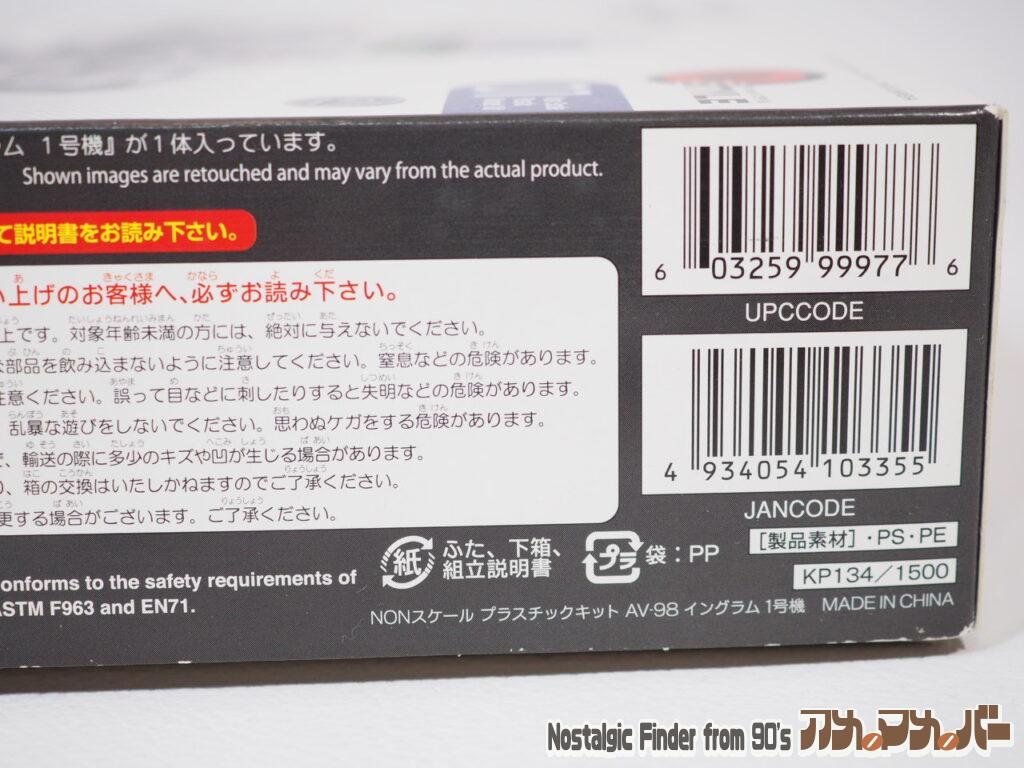 ム 1号機』が1体入っています。
Shown images are retouched and may vary from the actual product.
て説明書をお読み下さい。
い上げのお客様へ、必ずお読み下さい。
上です。対象年齢未満の方には、絶対に与えないでください。
な部品を飲み込まないように注意してください。窒息などの危険があります。
注意ください。誤って目などに刺したりすると失明などの危険があります。
乱暴な遊びをしないでください。思わぬケガをする危険があります。
で、輸送の際に多少のキズや凹が生じる場合があります。
り、箱の交換はいたしかねますのでご了承ください。
更する場合がございます。ご了承ください。
6 03259 99977 6
UPCCODE
4 934054 103355
JANCODE
[製品素材]・PS・PE
KP134/1500
紙 ふた、下箱、
組立説明書
プラ 袋:PP
onforms to the safety requirements of
ASTM F963 and EN71.
NONスケール プラスチックキット AV-98 イングラム 1号機
MADE IN CHINA
Nostalgic Finder from 90's アカノマカノバー